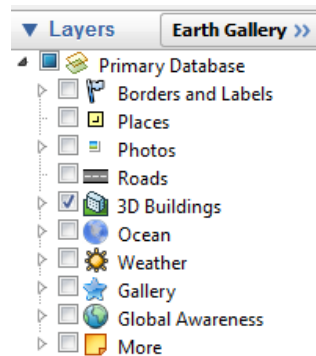 Layers Earth Gallery >>
Primary Database
Borders and Labels
Places
Photos
Roads
3D Buildings
Ocean
Weather
Gallery
Global Awareness
More